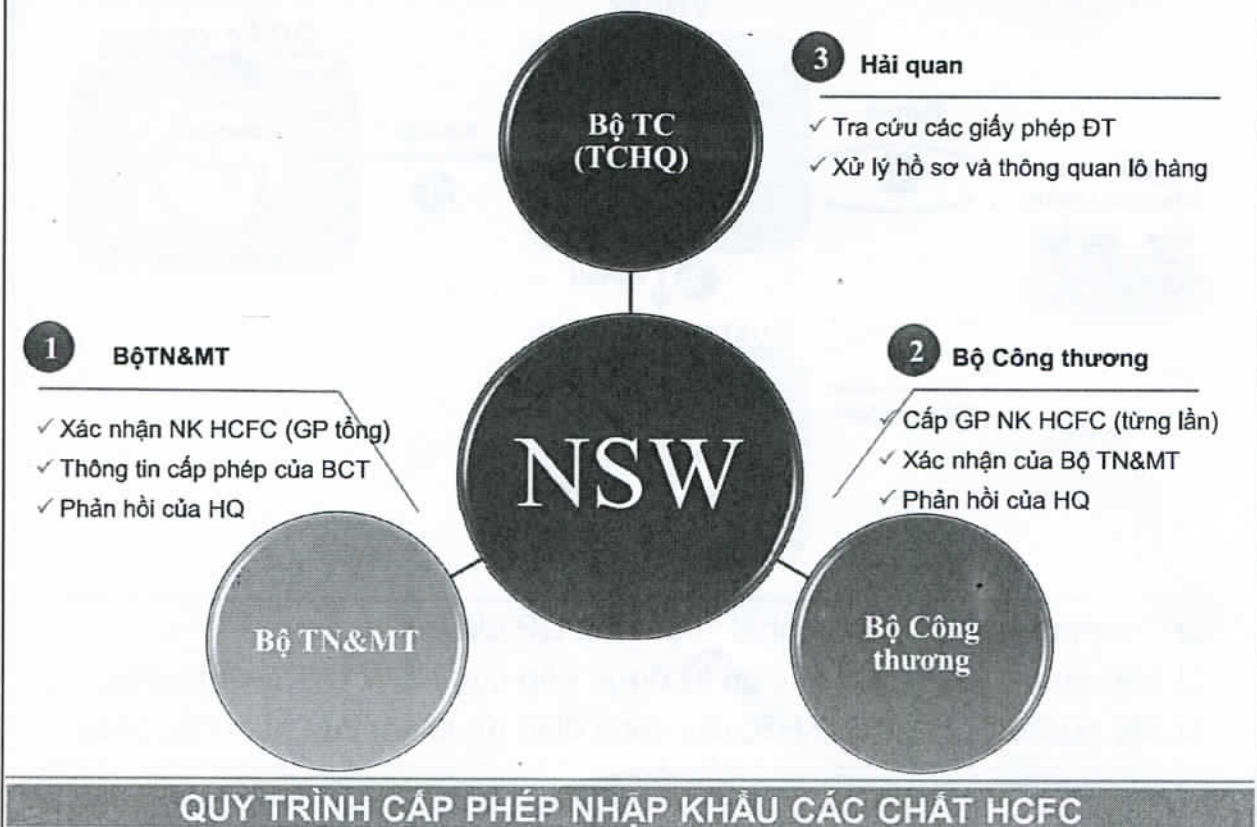 Bộ TC
(TCHQ)
3 Hải quan
✓ Tra cứu các giấy phép ĐT
✓ Xử lý hồ sơ và thông quan lô hàng
1 BộTN&MT
✓ Xác nhận NK HCFC (GP tổng)
✓ Thông tin cấp phép của BCT
✓ Phản hồi của HQ
2 Bộ Công thương
✓ Cấp GP NK HCFC (từng lần)
✓ Xác nhận của Bộ TN&MT
✓ Phản hồi của HQ
NSW
Bộ TN&MT
Bộ Công
thương
QUY TRÌNH CẤP PHÉP NHẬP KHẨU CÁC CHẤT HCFC